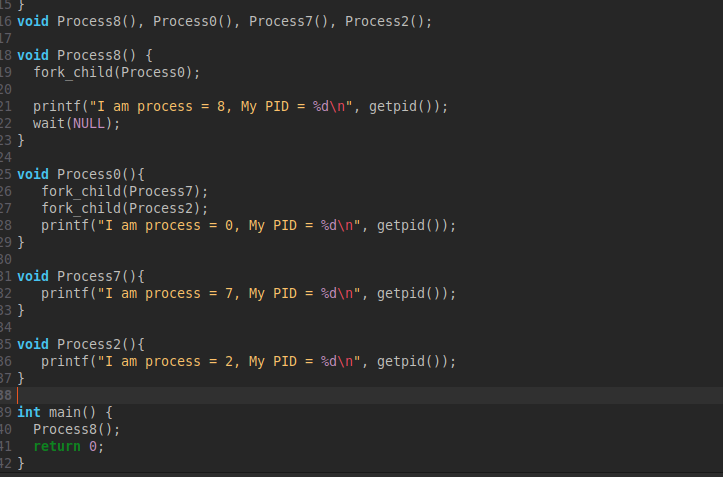 15 }
16 void Process8(), Process0(), Process7(), Process2();
17
18 void Process8() {
19   fork_child(Process0);
20
21   printf("I am process = 8, My PID = %d\n", getpid());
22   wait(NULL);
23 }
24
25 void Process0(){
26    fork_child(Process7);
27    fork_child(Process2);
28    printf("I am process = 0, My PID = %d\n", getpid());
29 }
30
31 void Process7(){
32    printf("I am process = 7, My PID = %d\n", getpid());
33 }
34
35 void Process2(){
36    printf("I am process = 2, My PID = %d\n", getpid());
37 }
38
39 int main() {
40   Process8();
41   return 0;
42 }